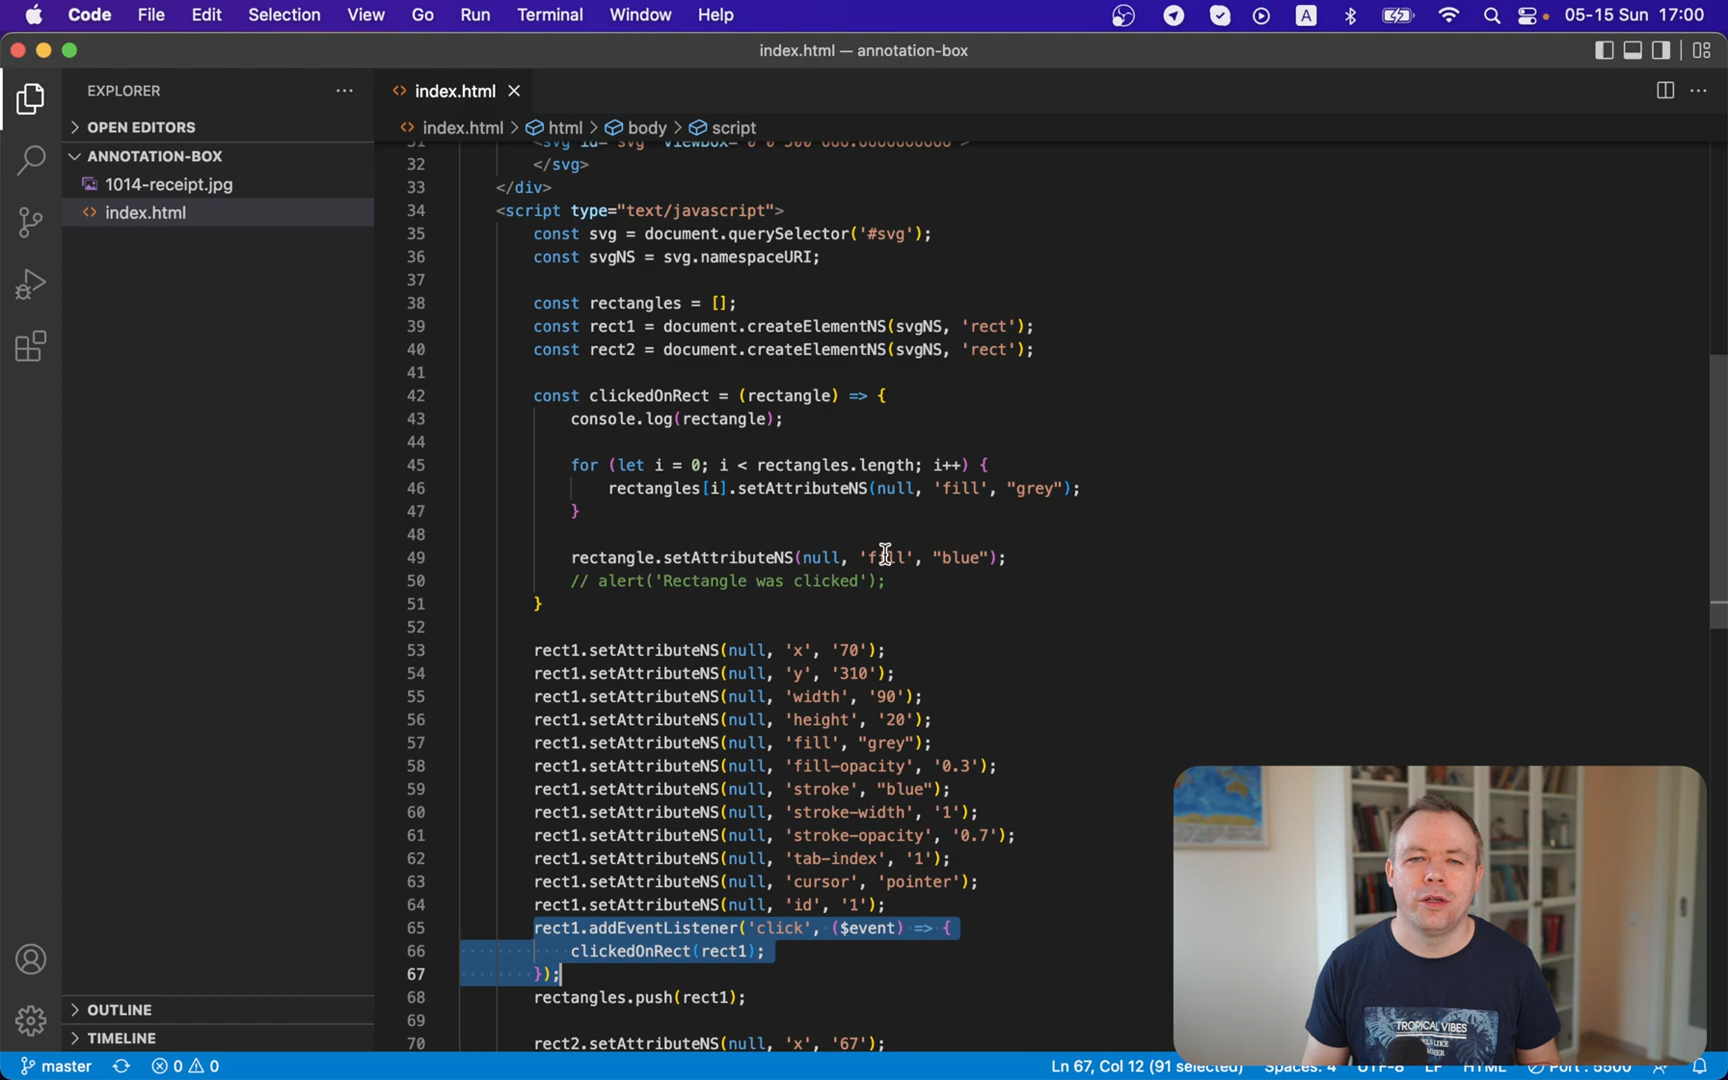 Code File Edit Selection View Go Run Terminal Window Help A 05-15 Sun 17:00
index.html — annotation-box
EXPLORER
OPEN EDITORS
ANNOTATION-BOX
1014-receipt.jpg
index.html
OUTLINE
TIMELINE
index.html
index.html > html > body > script
32 </svg>
33 </div>
34 <script type="text/javascript">
35 const svg = document.querySelector('#svg');
36 const svgNS = svg.namespaceURI;
37
38 const rectangles = [];
39 const rect1 = document.createElementNS(svgNS, 'rect');
40 const rect2 = document.createElementNS(svgNS, 'rect');
41
42 const clickedOnRect = (rectangle) => {
43 console.log(rectangle);
44
45 for (let i = 0; i < rectangles.length; i++) {
46 rectangles[i].setAttributeNS(null, 'fill', "grey");
47 }
48
49 rectangle.setAttributeNS(null, 'fill', "blue");
50 // alert('Rectangle was clicked');
51 }
52
53 rect1.setAttributeNS(null, 'x', '70');
54 rect1.setAttributeNS(null, 'y', '310');
55 rect1.setAttributeNS(null, 'width', '90');
56 rect1.setAttributeNS(null, 'height', '20');
57 rect1.setAttributeNS(null, 'fill', "grey");
58 rect1.setAttributeNS(null, 'fill-opacity', '0.3');
59 rect1.setAttributeNS(null, 'stroke', "blue");
60 rect1.setAttributeNS(null, 'stroke-width', '1');
61 rect1.setAttributeNS(null, 'stroke-opacity', '0.7');
62 rect1.setAttributeNS(null, 'tab-index', '1');
63 rect1.setAttributeNS(null, 'cursor', 'pointer');
64 rect1.setAttributeNS(null, 'id', '1');
65 rect1.addEventListener('click', ($event) => {
66 clickedOnRect(rect1);
67 });
68 rectangles.push(rect1);
69
70 rect2.setAttributeNS(null, 'x', '67');
TROPICAL VIBES
master 0 0 Ln 67, Col 12 (91 selected) Spaces: 4 UTF-8 LF HTML Port : 5500